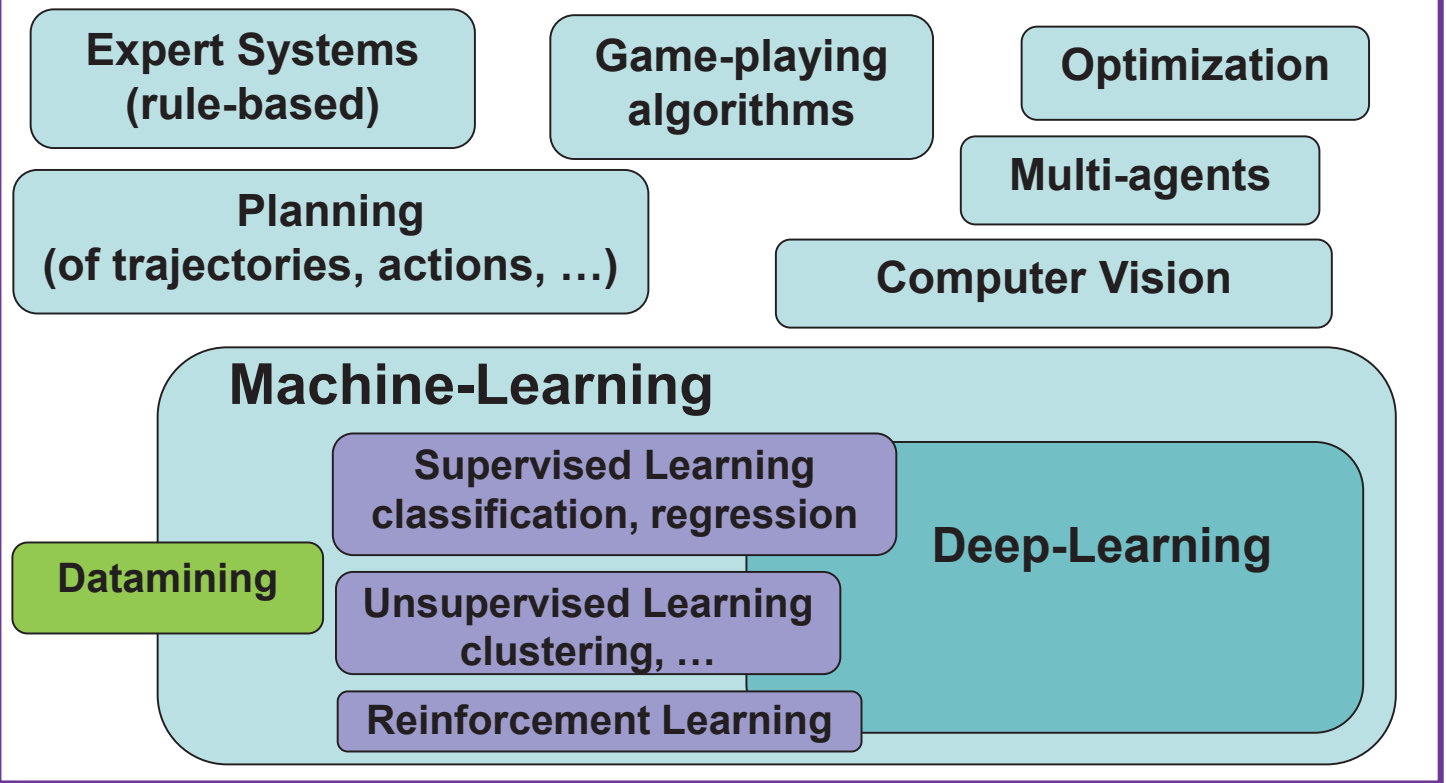 Expert Systems
(rule-based)
Game-playing
algorithms
Optimization
Multi-agents
Planning
(of trajectories, actions, …)
Computer Vision
Machine-Learning
Supervised Learning
classification, regression
Deep-Learning
Datamining
Unsupervised Learning
clustering, …
Reinforcement Learning